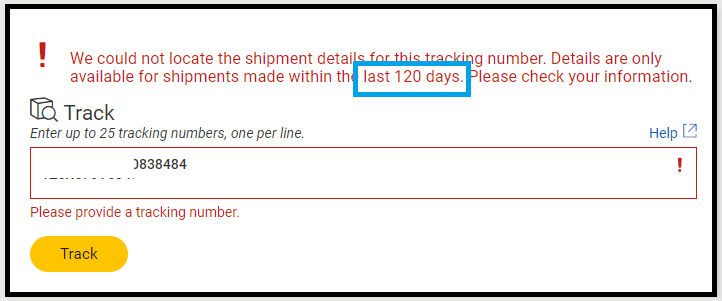 We could not locate the shipment details for this tracking number. Details are only
available for shipments made within the last 120 days. Please check your information.
Track
Enter up to 25 tracking numbers, one per line.
Help
0838484
Please provide a tracking number.
Track